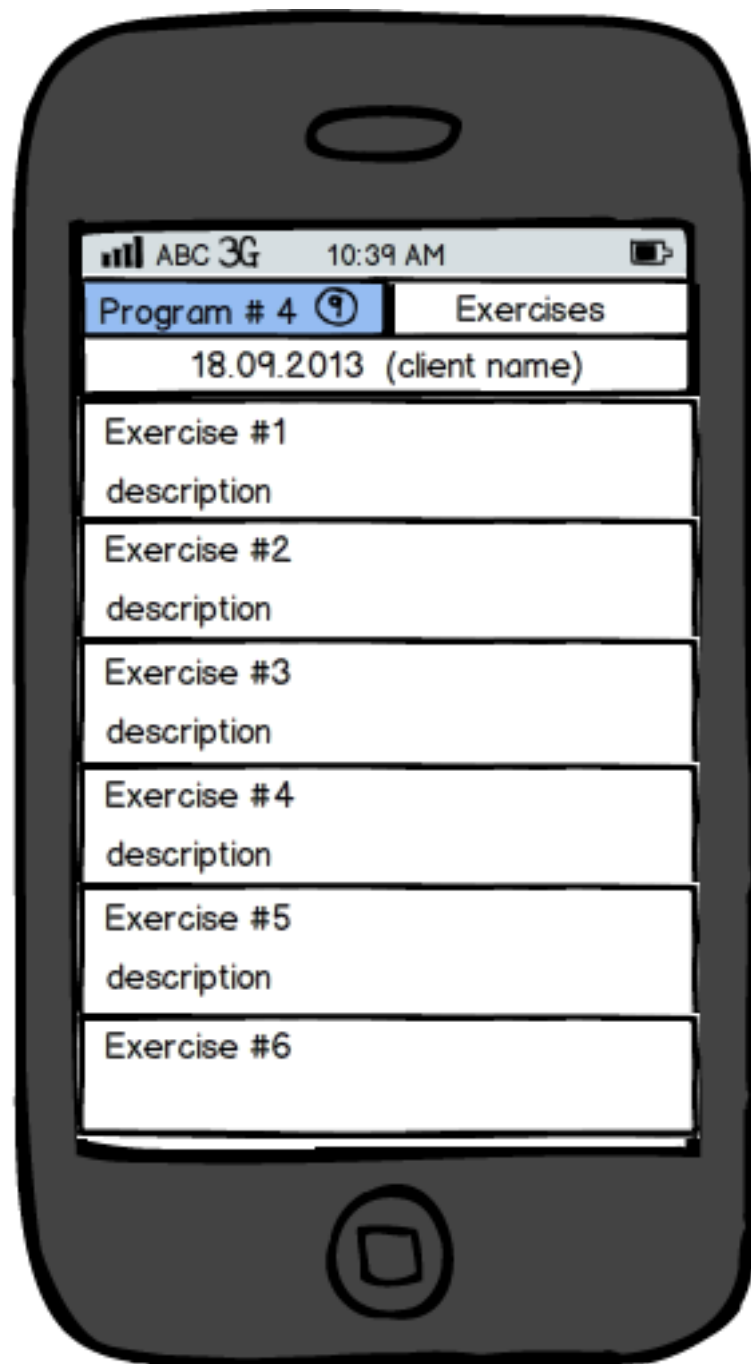 ABC 3G 10:39 AM
Program # 4 9 Exercises
18.09.2013 (client name)
Exercise #1
description
Exercise #2
description
Exercise #3
description
Exercise #4
description
Exercise #5
description
Exercise #6